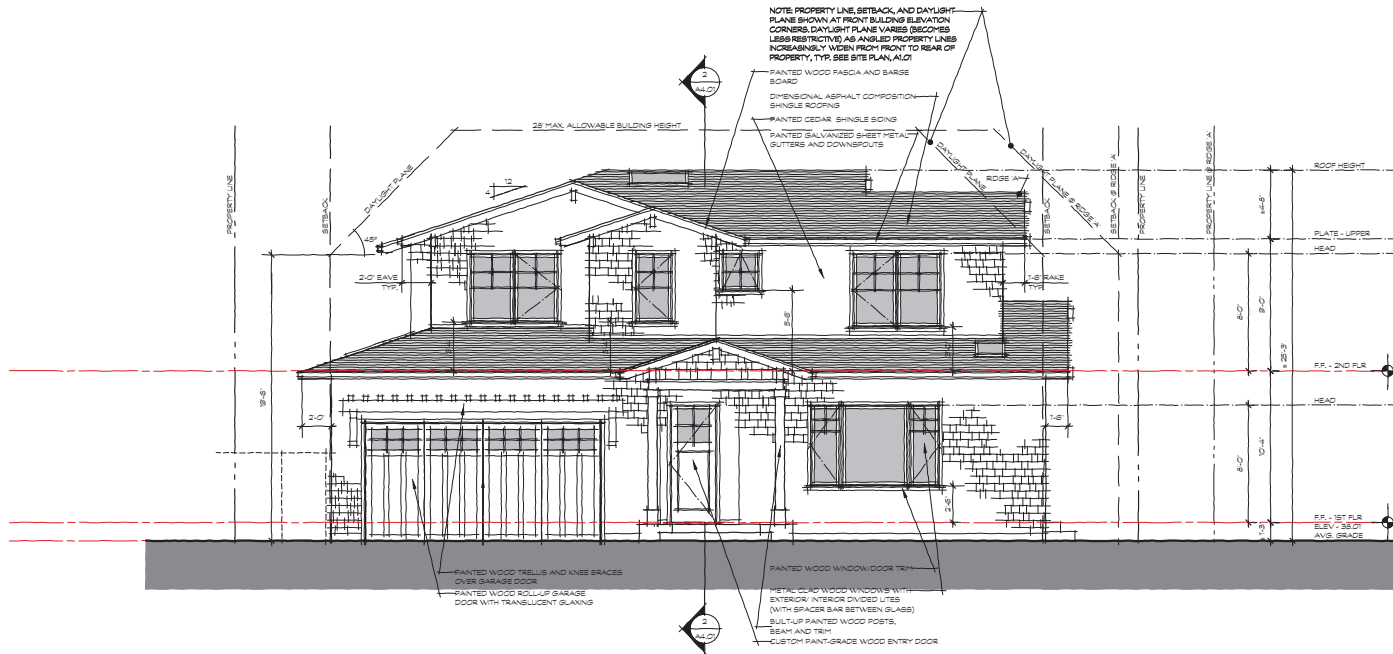 NOTE: PROPERTY LINE, SETBACK, AND DAYLIGHT
PLANE SHOWN AT FRONT BUILDING ELEVATION
CORNERS. DAYLIGHT PLANE VARIES (BECOMES
LESS RESTRICTIVE) AS ANGLED PROPERTY LINES
INCREASINGLY WIDEN FROM FRONT TO REAR OF
PROPERTY, TYP. SEE SITE PLAN, A1.01
PAINTED WOOD FASCIA AND BARGE
BOARD
DIMENSIONAL ASPHALT COMPOSITION
SHINGLE ROOFING
PAINTED CEDAR SHINGLE SIDING
PAINTED GALVANIZED SHEET METAL
GUTTERS AND DOWNSPOUTS
2
A4.01
28' MAX. ALLOWABLE BUILDING HEIGHT
PROPERTY LINE
SETBACK
DAYLIGHT PLANE
45°
12
4
DAYLIGHT PLANE
DAYLIGHT PLANE @ RIDGE 'A'
RIDGE 'A'
SETBACK
SETBACK @ RIDGE 'A'
PROPERTY LINE
PROPERTY LINE @ RIDGE 'A'
ROOF HEIGHT
PLATE - UPPER
HEAD
F.F. - 2ND FLR
HEAD
F.F. - 1ST FLR
ELEV - 38.01
AVG. GRADE
±4'-8"
8'-0"
9'-0"
± 25'-3"
8'-0"
10'-4"
2'-0" EAVE
TYP.
1'-6" RAKE
TYP.
5'-8"
19'-6"
2'-0"
1'-6"
2'-8"
PAINTED WOOD TRELLIS AND KNEE BRACES
OVER GARAGE DOOR
PAINTED WOOD ROLL-UP GARAGE
DOOR WITH TRANSLUCENT GLAXING
PAINTED WOOD WINDOW/DOOR TRIM
METAL CLAD WOOD WINDOWS WITH
EXTERIOR/ INTERIOR DIVIDED LITES
(WITH SPACER BAR BETWEEN GLASS)
BUILT-UP PAINTED WOOD POSTS,
BEAM AND TRIM
CUSTOM PAINT-GRADE WOOD ENTRY DOOR
2
A4.01